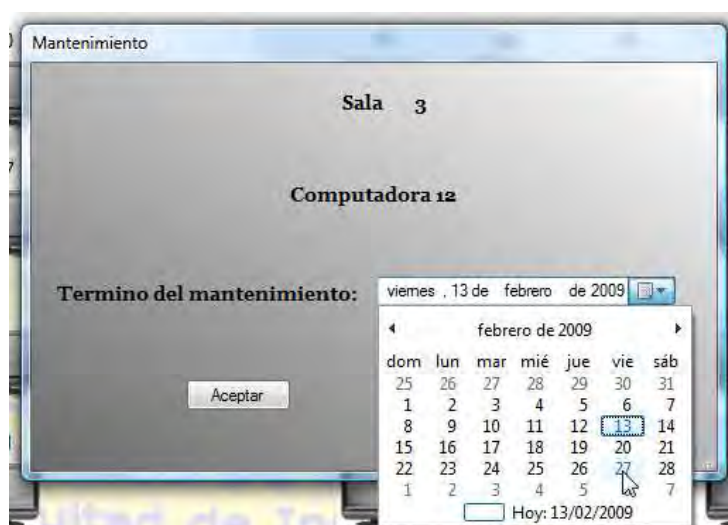 Mantenimiento
Sala 3
Computadora 12
Termino del mantenimiento:
viernes , 13 de febrero de 2009
febrero de 2009
dom lun mar mié jue vie sáb
25 26 27 28 29 30 31
1 2 3 4 5 6 7
8 9 10 11 12 13 14
15 16 17 18 19 20 21
22 23 24 25 26 27 28
1 2 3 4 5 7
Hoy: 13/02/2009
Aceptar